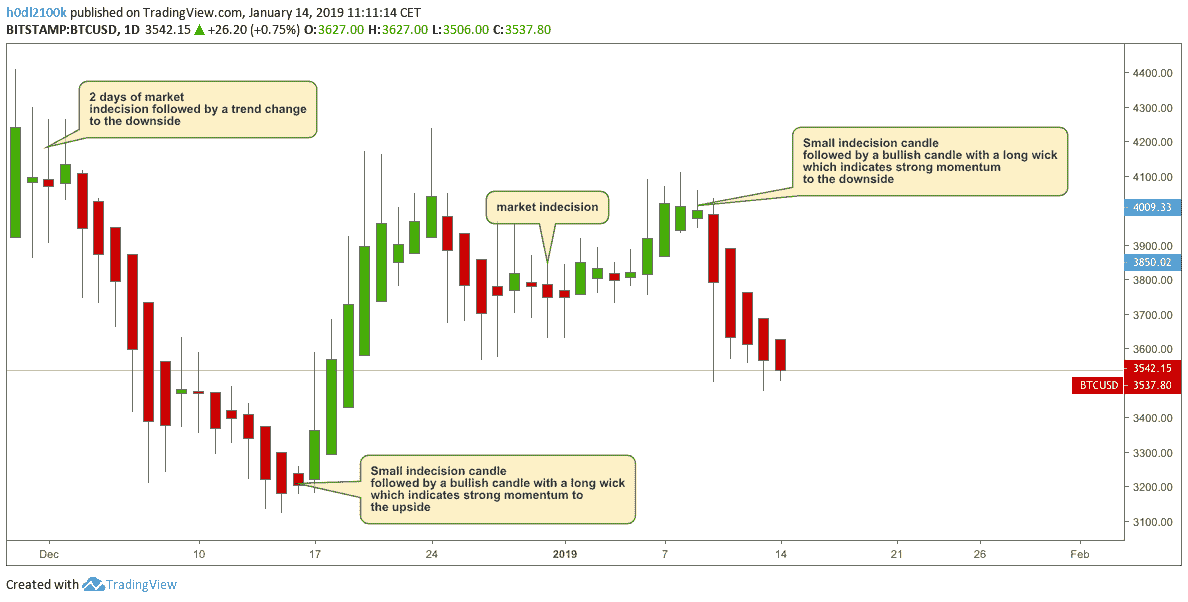 h0dl2100k published on TradingView.com, January 14, 2019 11:11:14 CET
BITSTAMP:BTCUSD, 1D 3542.15 ▲ +26.20 (+0.75%) O:3627.00 H:3627.00 L:3506.00 C:3537.80
2 days of market
indecision followed by a trend change
to the downside
Small indecision candle
followed by a bullish candle with a long wick
which indicates strong momentum
to the downside
market indecision
Small indecision candle
followed by a bullish candle with a long wick
which indicates strong momentum to
the upside
4400.00
4300.00
4200.00
4100.00
4009.33
3900.00
3850.02
3800.00
3700.00
3600.00
3542.15
BTCUSD 3537.80
3400.00
3300.00
3200.00
3100.00
Dec 10 17 24 2019 7 14 21 26 Feb
Created with TradingView